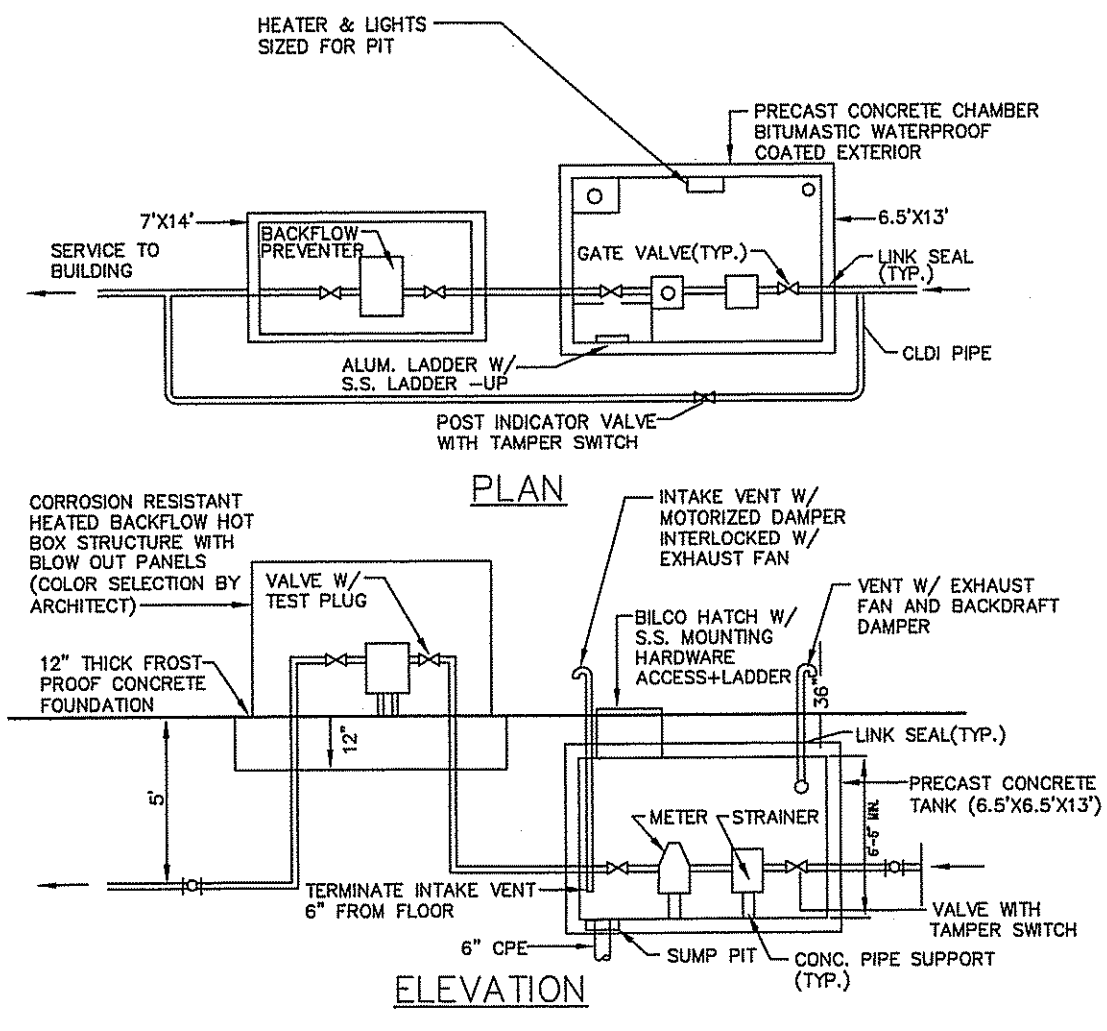 HEATER & LIGHTS
SIZED FOR PIT
PRECAST CONCRETE CHAMBER
BITUMASTIC WATERPROOF
COATED EXTERIOR
7'X14'
6.5'X13'
BACKFLOW
PREVENTER
SERVICE TO
BUILDING
GATE VALVE(TYP.)
LINK SEAL
(TYP.)
ALUM. LADDER W/
S.S. LADDER -UP
CLDI PIPE
POST INDICATOR VALVE
WITH TAMPER SWITCH
PLAN
CORROSION RESISTANT
HEATED BACKFLOW HOT
BOX STRUCTURE WITH
BLOW OUT PANELS
(COLOR SELECTION BY
ARCHITECT)
VALVE W/
TEST PLUG
INTAKE VENT W/
MOTORIZED DAMPER
INTERLOCKED W/
EXHAUST FAN
BILCO HATCH W/
S.S. MOUNTING
HARDWARE
ACCESS+LADDER
VENT W/ EXHAUST
FAN AND BACKDRAFT
DAMPER
36"
12" THICK FROST
PROOF CONCRETE
FOUNDATION
12"
5'
LINK SEAL(TYP.)
PRECAST CONCRETE
TANK (6.5'X6.5'X13')
METER
STRAINER
TERMINATE INTAKE VENT
6" FROM FLOOR
VALVE WITH
TAMPER SWITCH
6" CPE
SUMP PIT
CONC. PIPE SUPPORT
(TYP.)
ELEVATION